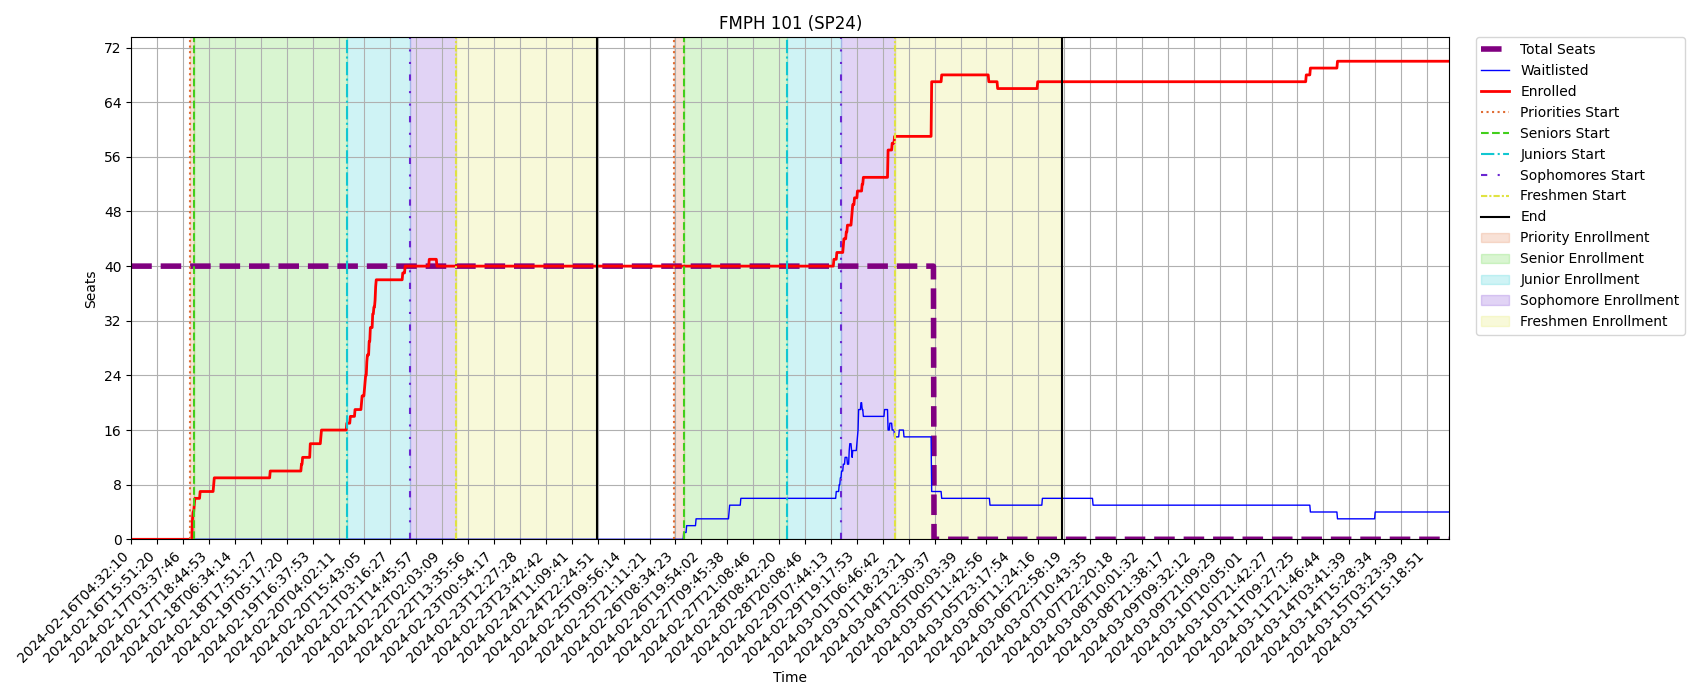 FMPH 101 (SP24)
Seats
72
64
56
48
40
32
24
16
8
0
2024-02-16T04:32:10
2024-02-16T15:51:20
2024-02-17T03:37:46
2024-02-17T18:44:53
2024-02-18T06:34:14
2024-02-18T17:51:27
2024-02-19T05:17:20
2024-02-19T16:37:53
2024-02-20T04:02:11
2024-02-20T15:43:05
2024-02-21T03:16:27
2024-02-21T14:45:57
2024-02-22T02:03:09
2024-02-22T13:35:56
2024-02-23T00:54:17
2024-02-23T12:27:28
2024-02-23T23:42:42
2024-02-24T11:09:41
2024-02-24T22:24:51
2024-02-25T09:56:14
2024-02-25T21:11:21
2024-02-26T08:34:23
2024-02-26T19:54:02
2024-02-27T09:45:38
2024-02-27T21:08:46
2024-02-28T08:42:20
2024-02-28T20:08:46
2024-02-29T07:44:13
2024-02-29T19:17:53
2024-03-01T06:46:42
2024-03-01T18:23:21
2024-03-04T12:30:37
2024-03-05T00:03:39
2024-03-05T11:42:56
2024-03-05T23:17:54
2024-03-06T11:24:16
2024-03-06T22:58:19
2024-03-07T10:43:35
2024-03-07T22:20:18
2024-03-08T10:01:32
2024-03-08T21:38:17
2024-03-09T09:32:12
2024-03-09T21:09:29
2024-03-10T10:05:01
2024-03-10T21:42:27
2024-03-11T09:27:25
2024-03-11T21:46:44
2024-03-14T03:41:39
2024-03-14T15:28:34
2024-03-15T03:23:39
2024-03-15T15:18:51
Time
Total Seats
Waitlisted
Enrolled
Priorities Start
Seniors Start
Juniors Start
Sophomores Start
Freshmen Start
End
Priority Enrollment
Senior Enrollment
Junior Enrollment
Sophomore Enrollment
Freshmen Enrollment